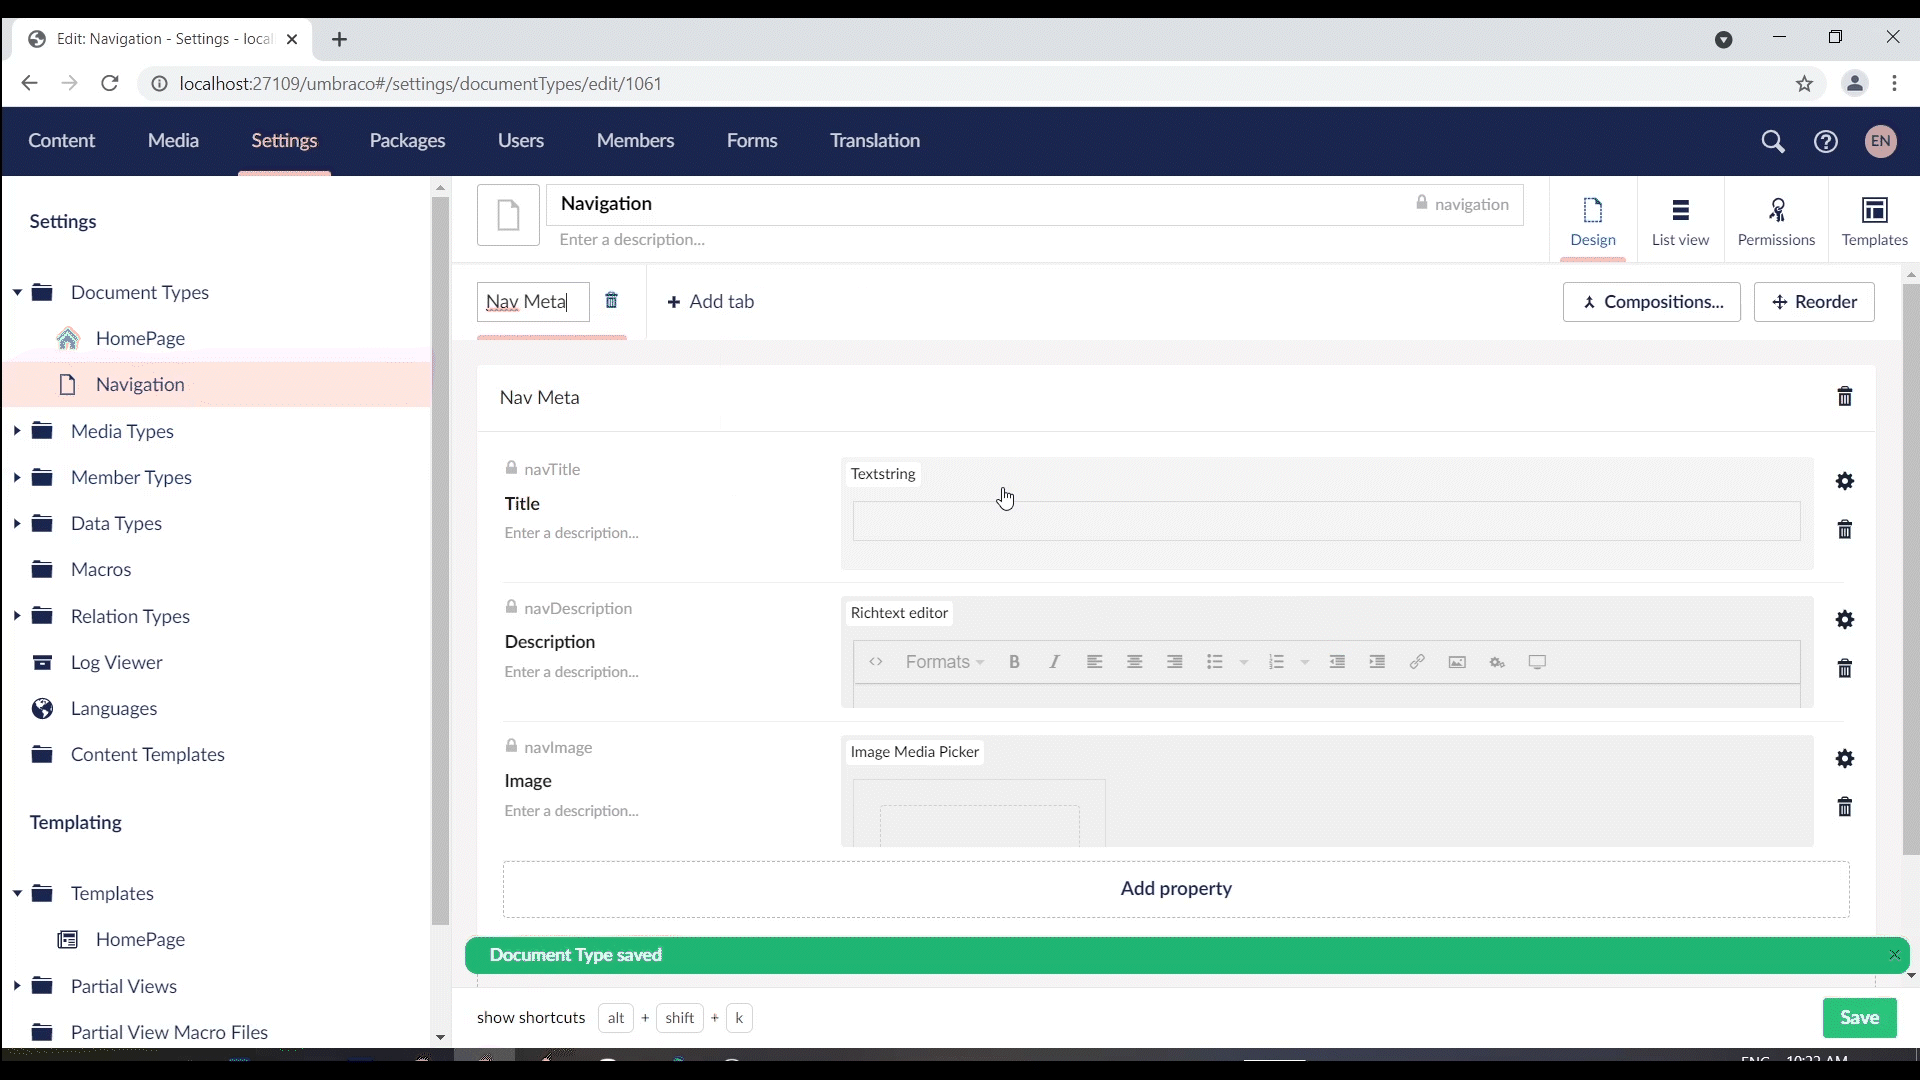 Edit: Navigation - Settings - local
localhost:27109/umbraco#/settings/documentTypes/edit/1061
Content Media Settings Packages Users Members Forms Translation
EN
Settings
Document Types
HomePage
Navigation
Media Types
Member Types
Data Types
Macros
Relation Types
Log Viewer
Languages
Content Templates
Templating
Templates
HomePage
Partial Views
Partial View Macro Files
Navigation
navigation
Enter a description...
Design
List view
Permissions
Templates
Nav Meta
+ Add tab
Compositions...
Reorder
Nav Meta
navTitle
Title
Enter a description...
Textstring
navDescription
Description
Enter a description...
Richtext editor
Formats
B I
navImage
Image
Enter a description...
Image Media Picker
Add property
Document Type saved
show shortcuts alt + shift + k
Save
ENG 10:22 AM